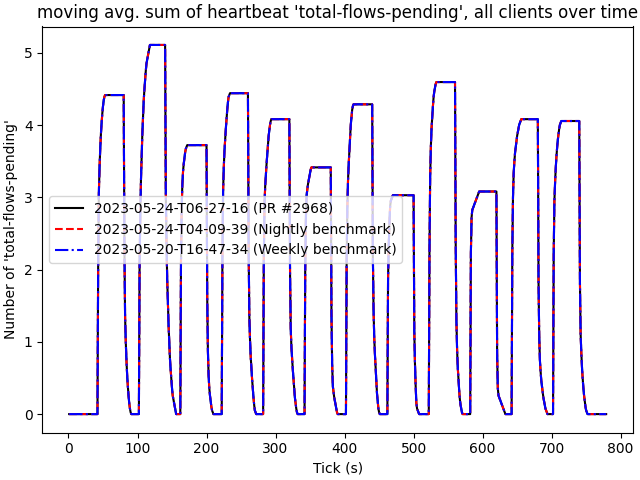 moving avg. sum of heartbeat 'total-flows-pending', all clients over time
Number of 'total-flows-pending'
5
4
3
2
1
0
2023-05-24-T06-27-16 (PR #2968)
2023-05-24-T04-09-39 (Nightly benchmark)
2023-05-20-T16-47-34 (Weekly benchmark)
0 100 200 300 400 500 600 700 800
Tick (s)